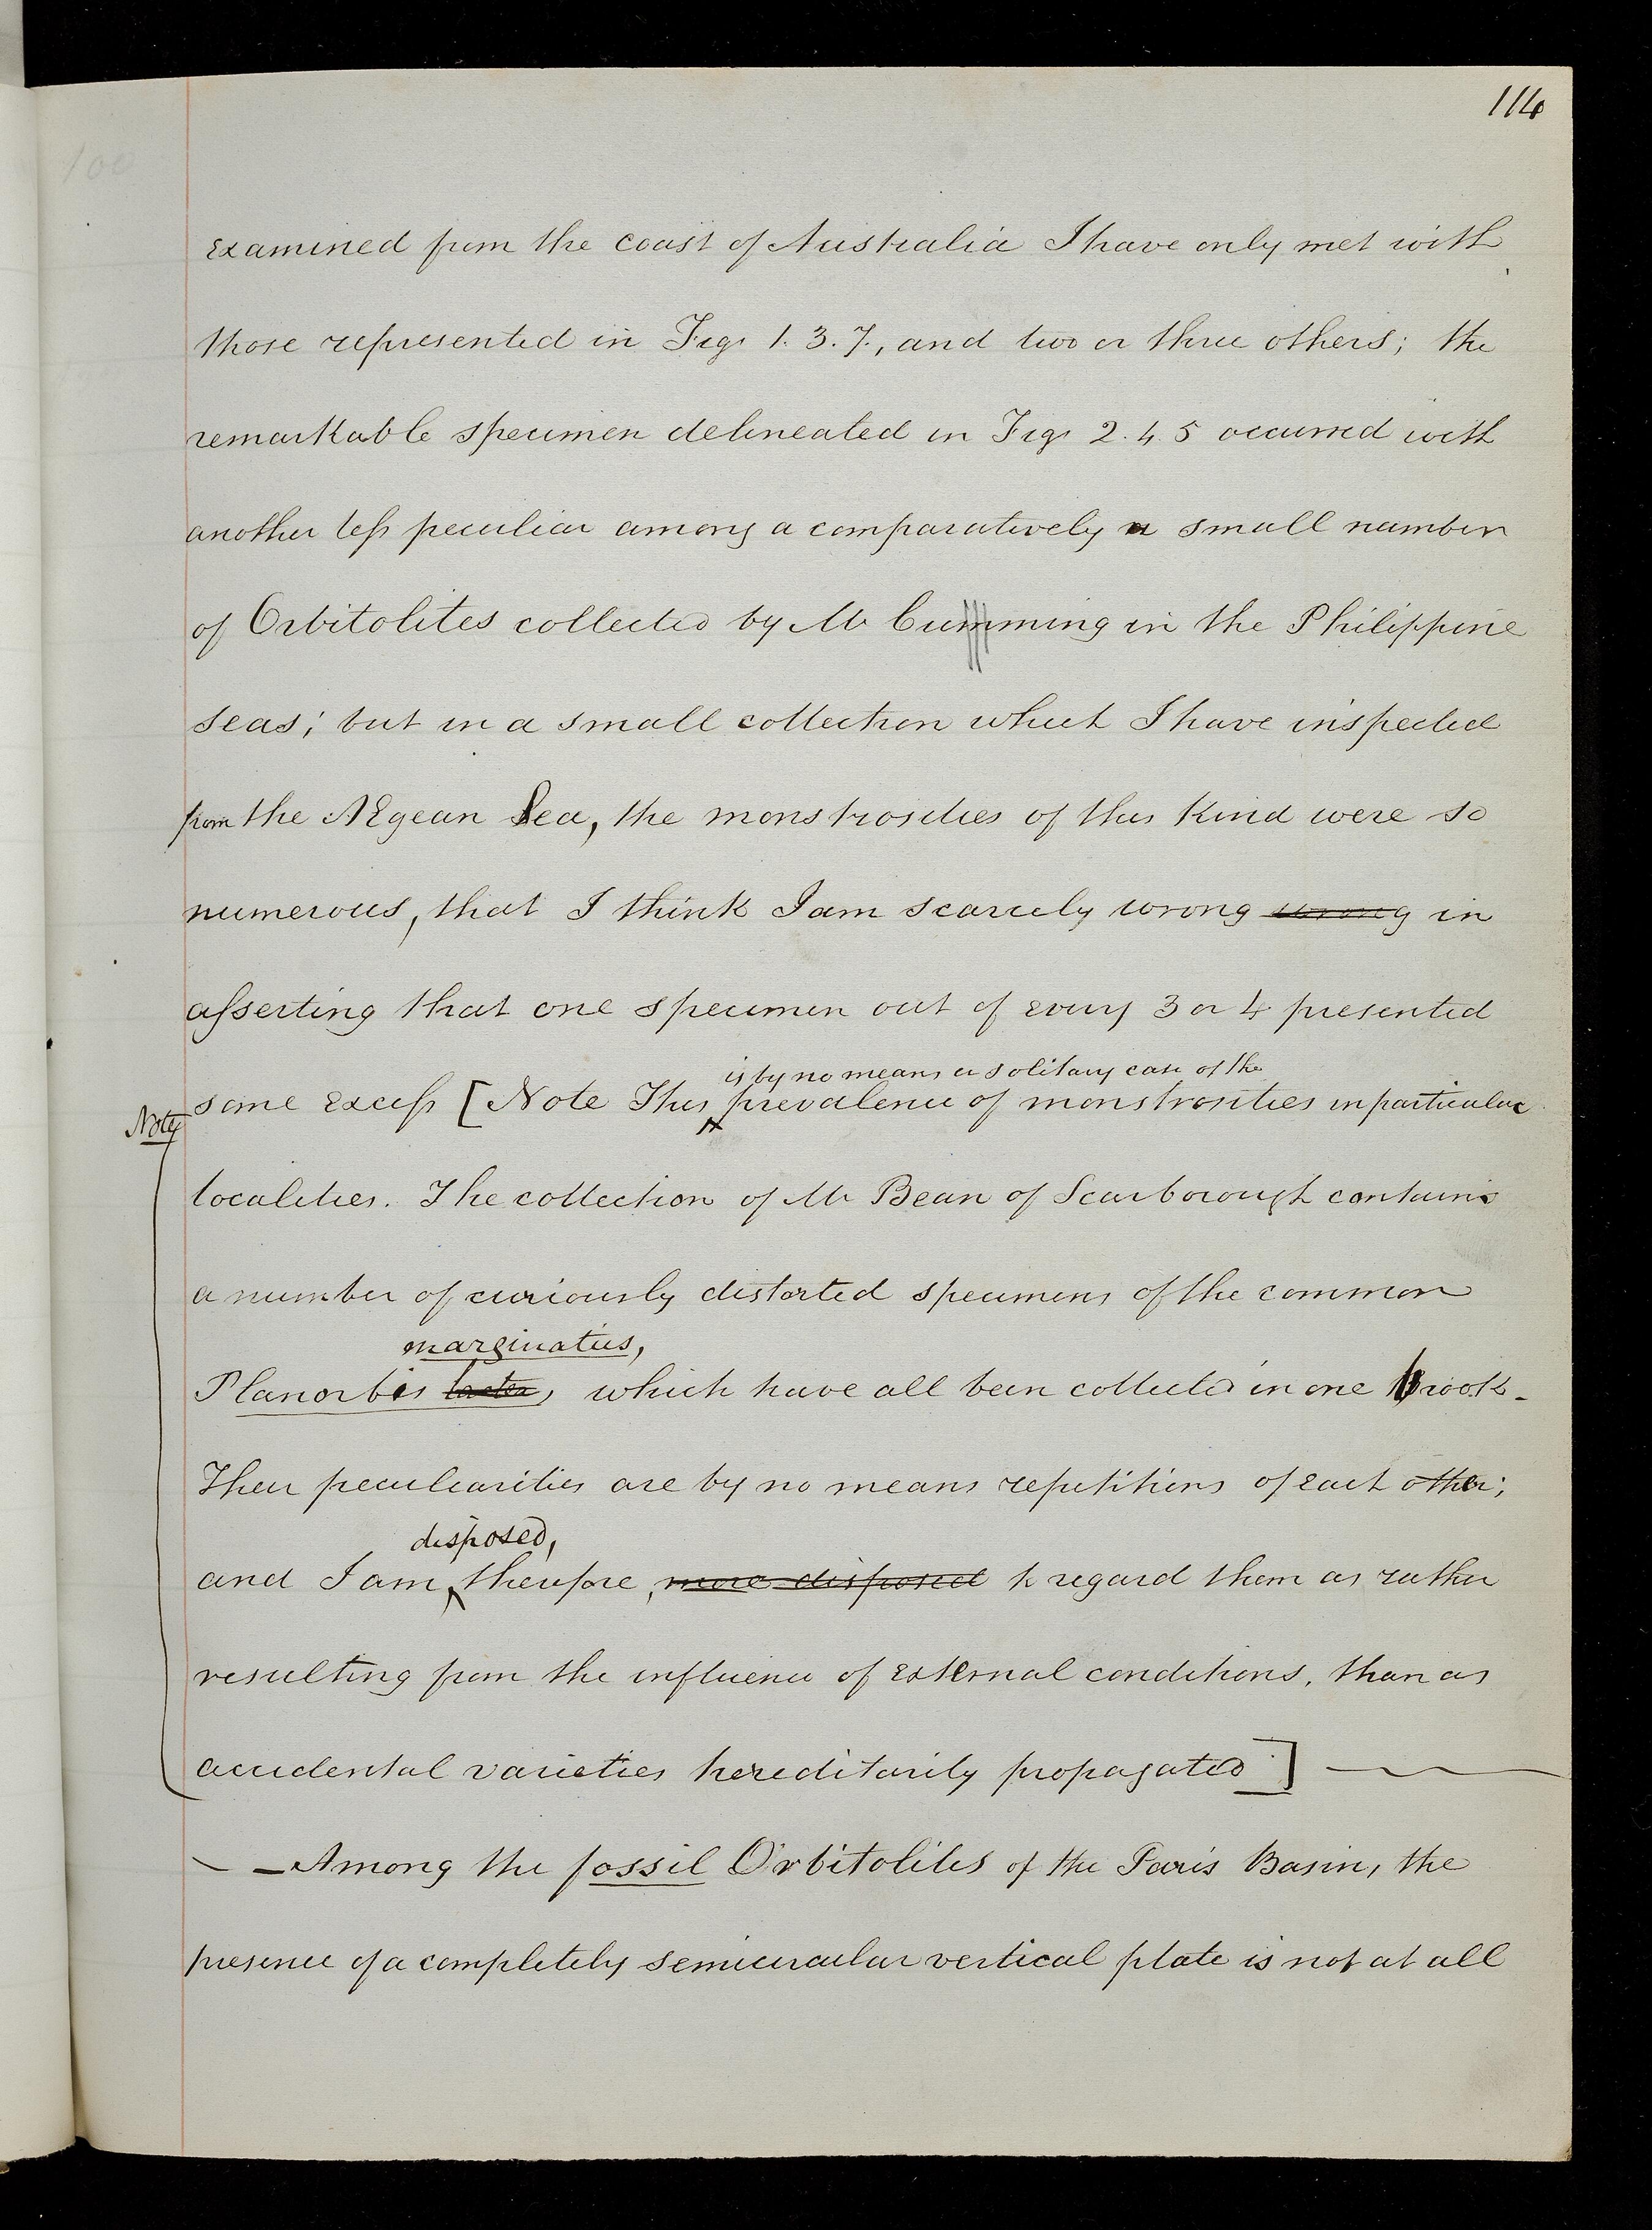 114
examined from the coast of Australia I have only met with
those represented in Figs 1. 3. 7., and two or three others; the
remarkable specimen delineated in Figs 2. 4. 5 occurred with
another less peculiar among a comparatively a small number
of Orbitolites collected by Mr Cumming in the Philippine
seas; but in a small collection which I have inspected
from the Ægean Sea, the monstrosities of this kind were so
numerous, that I think I am scarcely wrong wrong in
asserting that one specimen out of every 3 or 4 presented
is by no means a solitary case of the
some excess [Note This prevalence of monstrosities in particular
Note
localities. The collection of Mr Bean of Scarborough contains
a number of curiously distorted specimens of the common
marginatus,
Planorbis which have all been collected in one brook.
Their peculiarities are by no means repetitions of each other;
disposed,
and I am, therefore, more disposed to regard them as rather
resulting from the influence of external conditions, than as
accidental varieties hereditarily propagated]
— Among the fossil Orbitolites of the Paris Basin, the
presence of a completely semicircular vertical plate is not at all